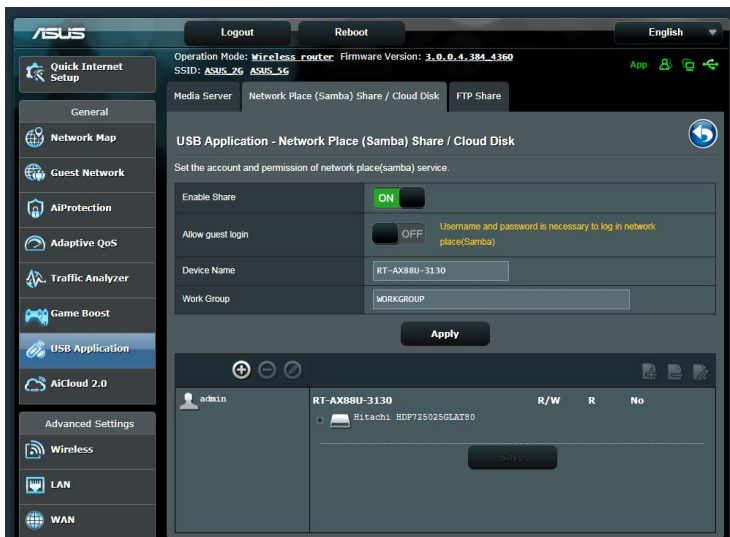 ASUS
Logout
Reboot
English
Quick Internet
Setup
Operation Mode: Wireless router Firmware Version: 3.0.0.4.384_4360
SSID: ASUS_2G ASUS_5G
App
Media Server
Network Place (Samba) Share / Cloud Disk
FTP Share
General
Network Map
Guest Network
AiProtection
Adaptive QoS
Traffic Analyzer
Game Boost
USB Application
AiCloud 2.0
Advanced Settings
Wireless
LAN
WAN
USB Application - Network Place (Samba) Share / Cloud Disk
Set the account and permission of network place(samba) service.
Enable Share
ON
Allow guest login
OFF
Username and password is necessary to log in network
place(Samba)
Device Name
RT-AX88U-3130
Work Group
WORKGROUP
Apply
admin
RT-AX88U-3130
R/W
R
No
Hitachi HDP725025GLAT80
Save